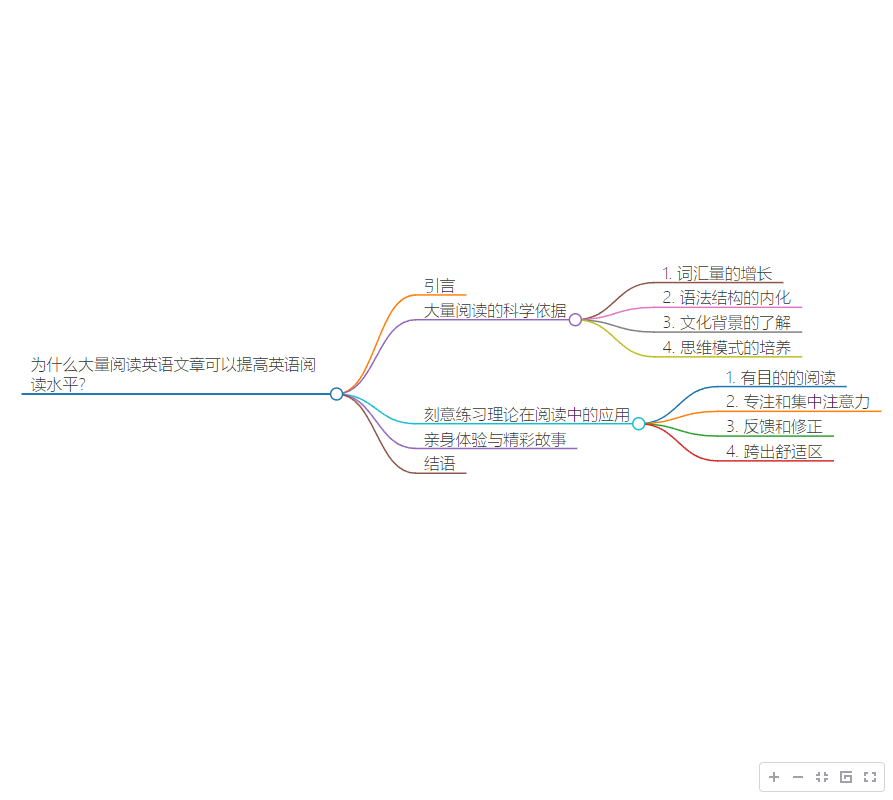 为什么大量阅读英语文章可以提高英语阅
读水平？
引言
大量阅读的科学依据
1. 词汇量的增长
2. 语法结构的内化
3. 文化背景的了解
4. 思维模式的培养
刻意练习理论在阅读中的应用
1. 有目的的阅读
2. 专注和集中注意力
3. 反馈和修正
4. 跨出舒适区
亲身体验与精彩故事
结语